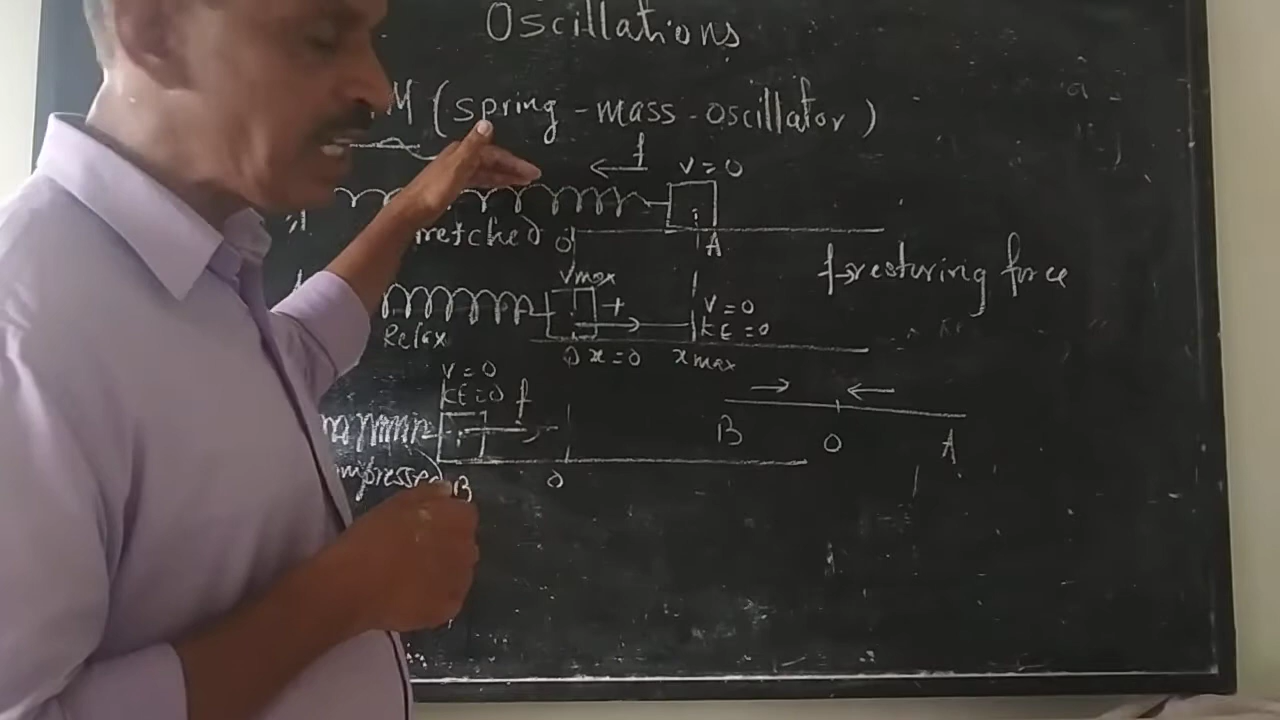 Oscillations
M (spring-mass-oscillator)
f V=0
retched O A
f→restoring force
Vmax
+ V=0
KE=0
Relax O x=0 xmax
V=0
KE=0 f
B O A
mpressed B O